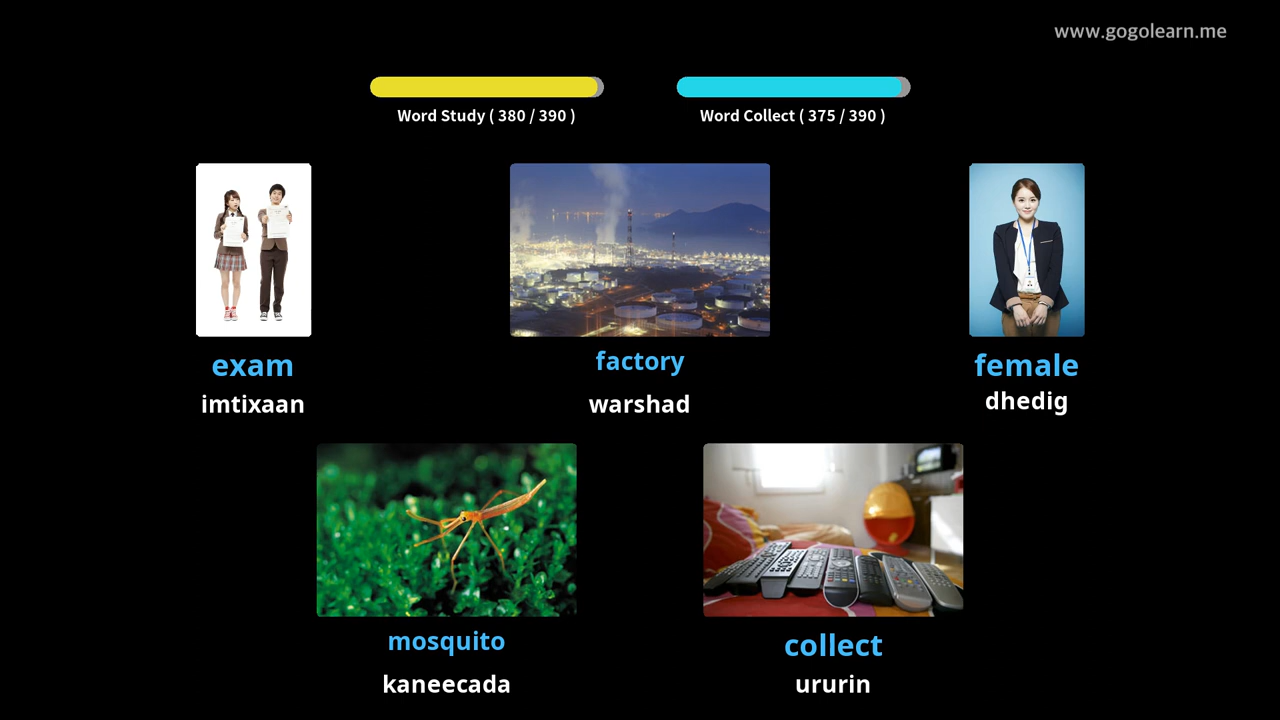 www.gogolearn.me
Word Study ( 380 / 390 )
Word Collect ( 375 / 390 )
exam
imtixaan
factory
warshad
female
dhedig
mosquito
kaneecada
collect
ururin